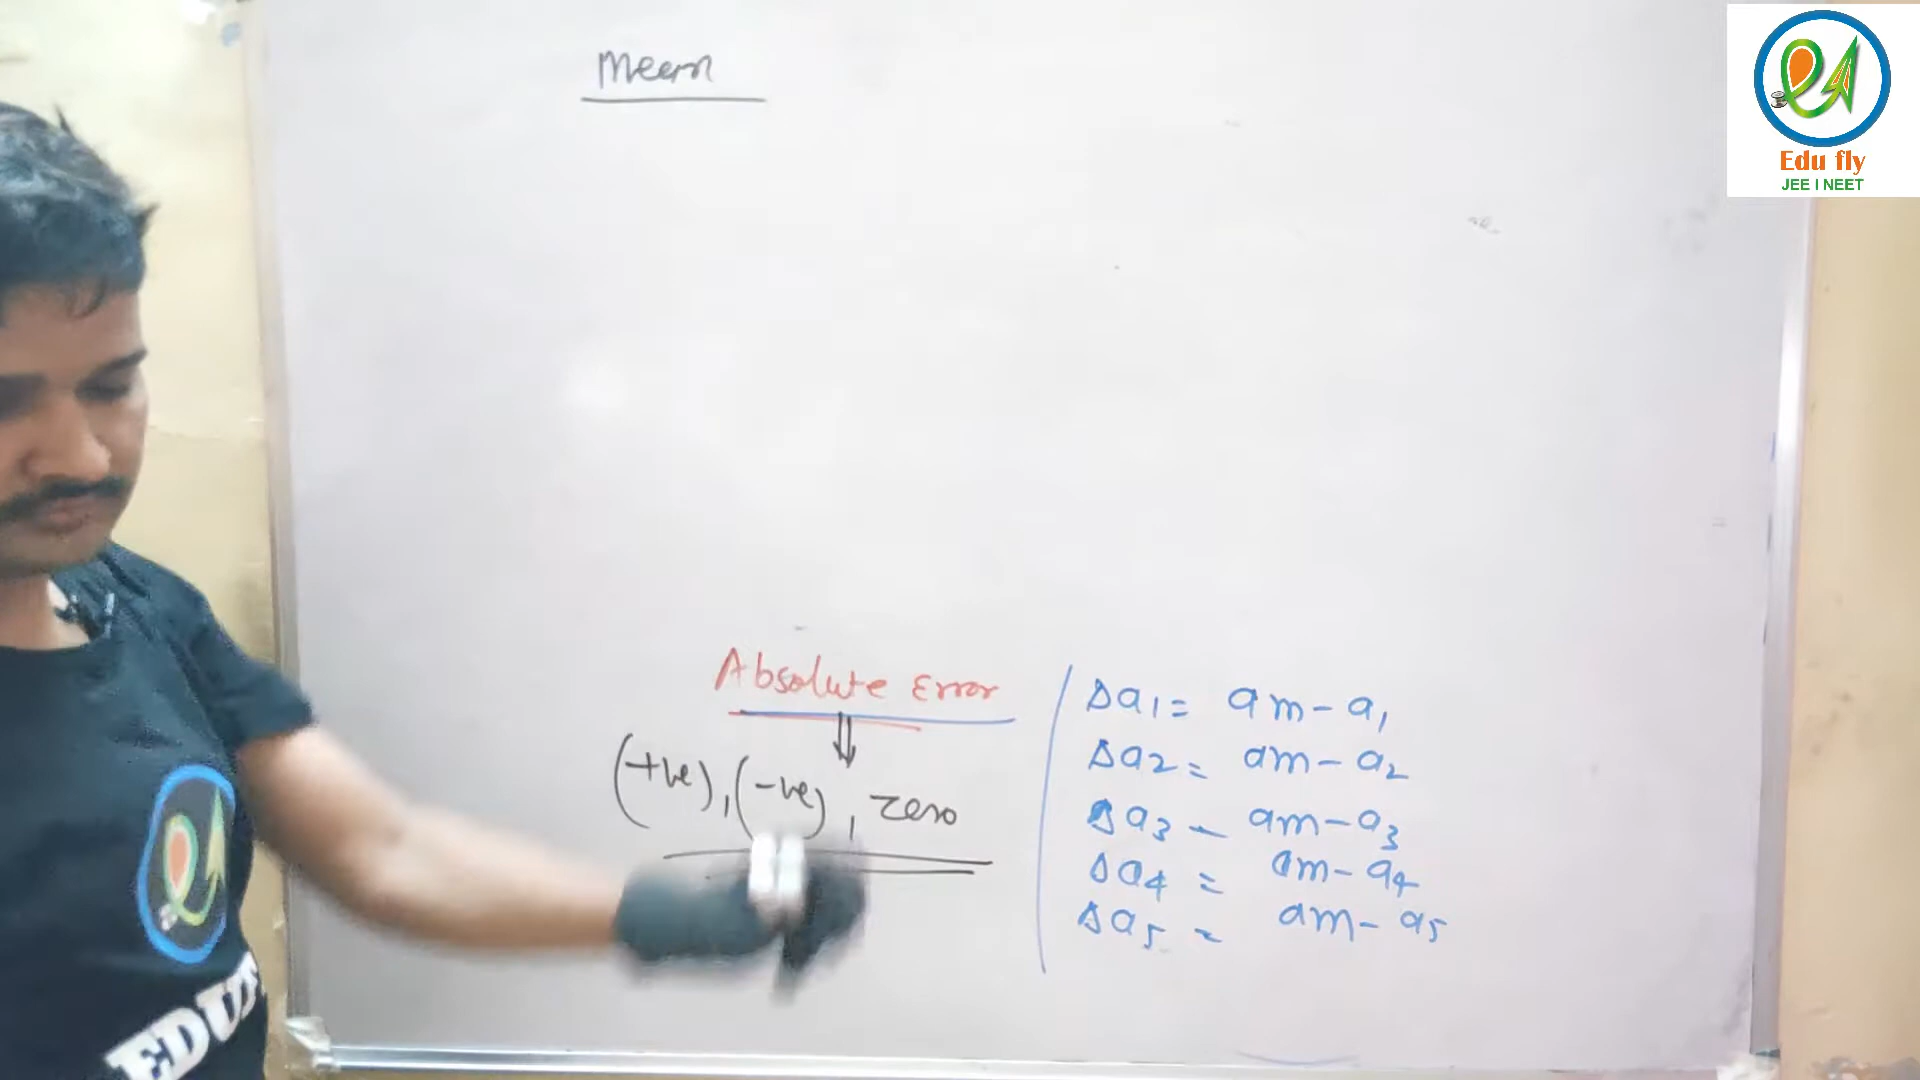 Mean
Edu fly
JEE I NEET
Absolute Error
(+ve), (-ve), zero
Δa1 = am - a1
Δa2 = am - a2
Δa3 - am - a3
Δa4 = am - a4
Δa5 = am - a5
EDUF